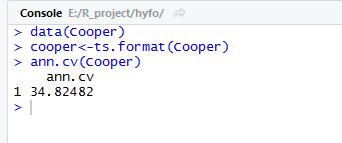 Console E:/R_project/hyfo/
> data(Cooper)
> cooper<-ts.format(Cooper)
> ann.cv(Cooper)
ann.cv
1 34.82482
>